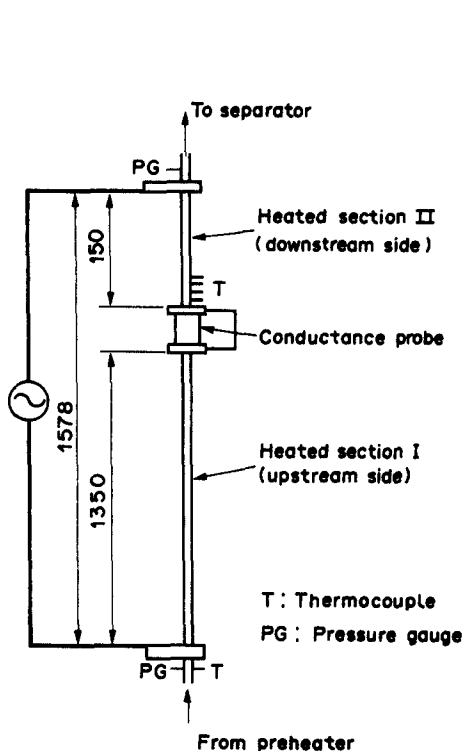 To separator
PG
Heated section II
(downstream side)
150
T
Conductance probe
1578
1350
Heated section I
(upstream side)
T: Thermocouple
PG: Pressure gauge
PG
T
From preheater